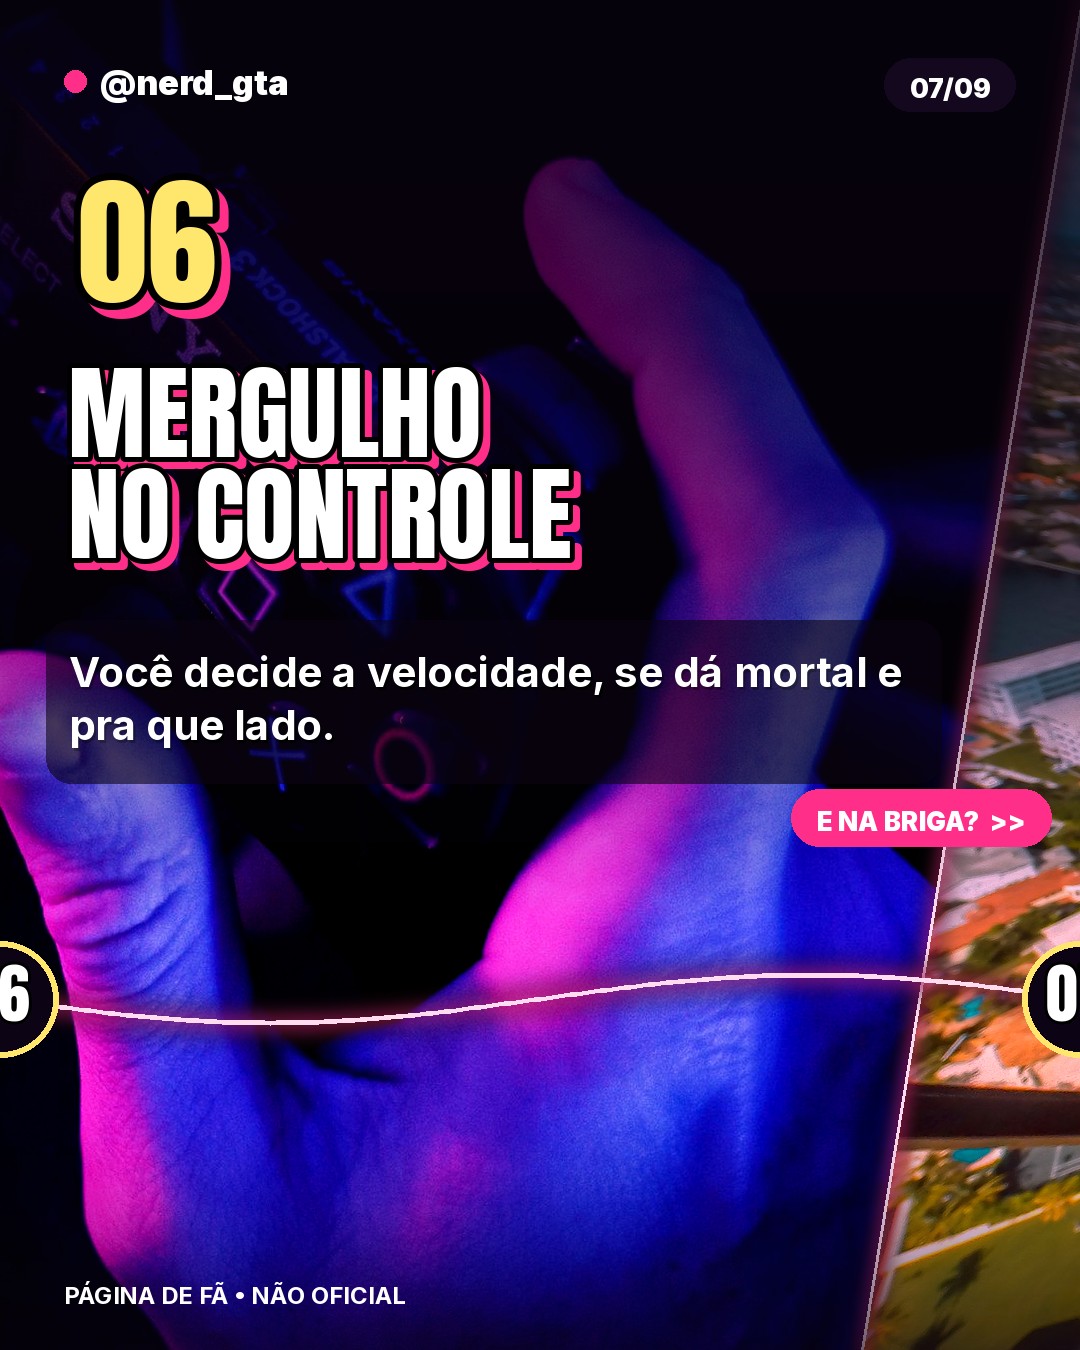 @nerd_gta
07/09
06
MERGULHO
NO CONTROLE
Você decide a velocidade, se dá mortal e
pra que lado.
E NA BRIGA? >>
6
0
PÁGINA DE FÃ • NÃO OFICIAL